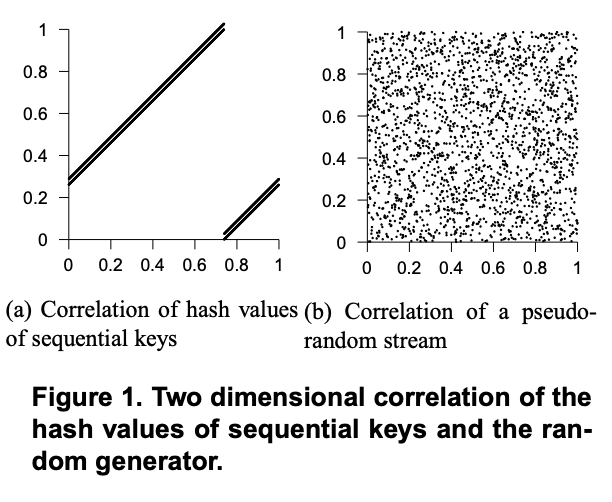 1
0.8
0.6
0.4
0.2
0
0 0.2 0.4 0.6 0.8 1
1
0.8
0.6
0.4
0.2
0
0 0.2 0.4 0.6 0.8 1
(a) Correlation of hash values
of sequential keys
(b) Correlation of a pseudo-
random stream
Figure 1. Two dimensional correlation of the
hash values of sequential keys and the ran-
dom generator.